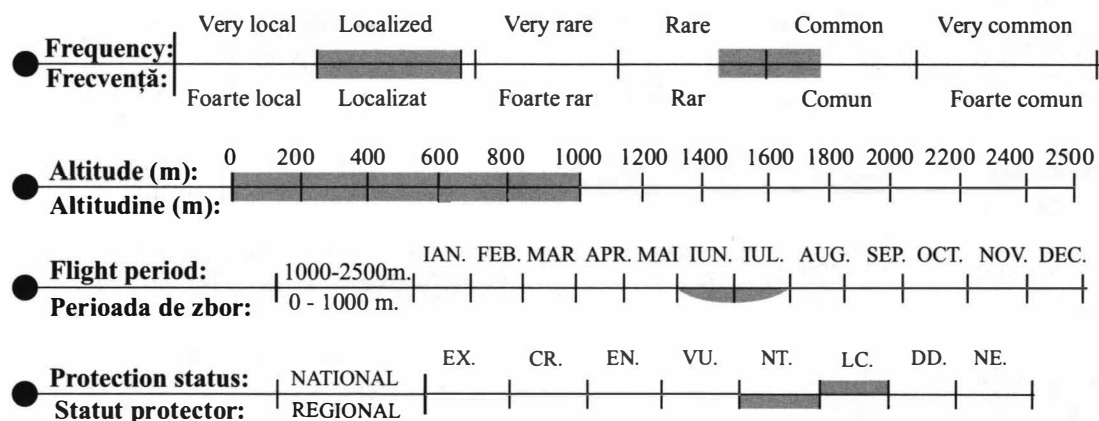 Very local Localized Very rare Rare Common Very common
Frequency:
Frecvență:
Foarte local Localizat Foarte rar Rar Comun Foarte comun
0 200 400 600 800 1000 1200 1400 1600 1800 2000 2200 2400 2500
Altitude (m):
Altitudine (m):
IAN. FEB. MAR APR. MAI IUN. IUL. AUG. SEP. OCT. NOV. DEC.
Flight period: 1000-2500m.
Perioada de zbor: 0 - 1000 m.
EX. CR. EN. VU. NT. LC. DD. NE.
Protection status: NATIONAL
Statut protector: REGIONAL